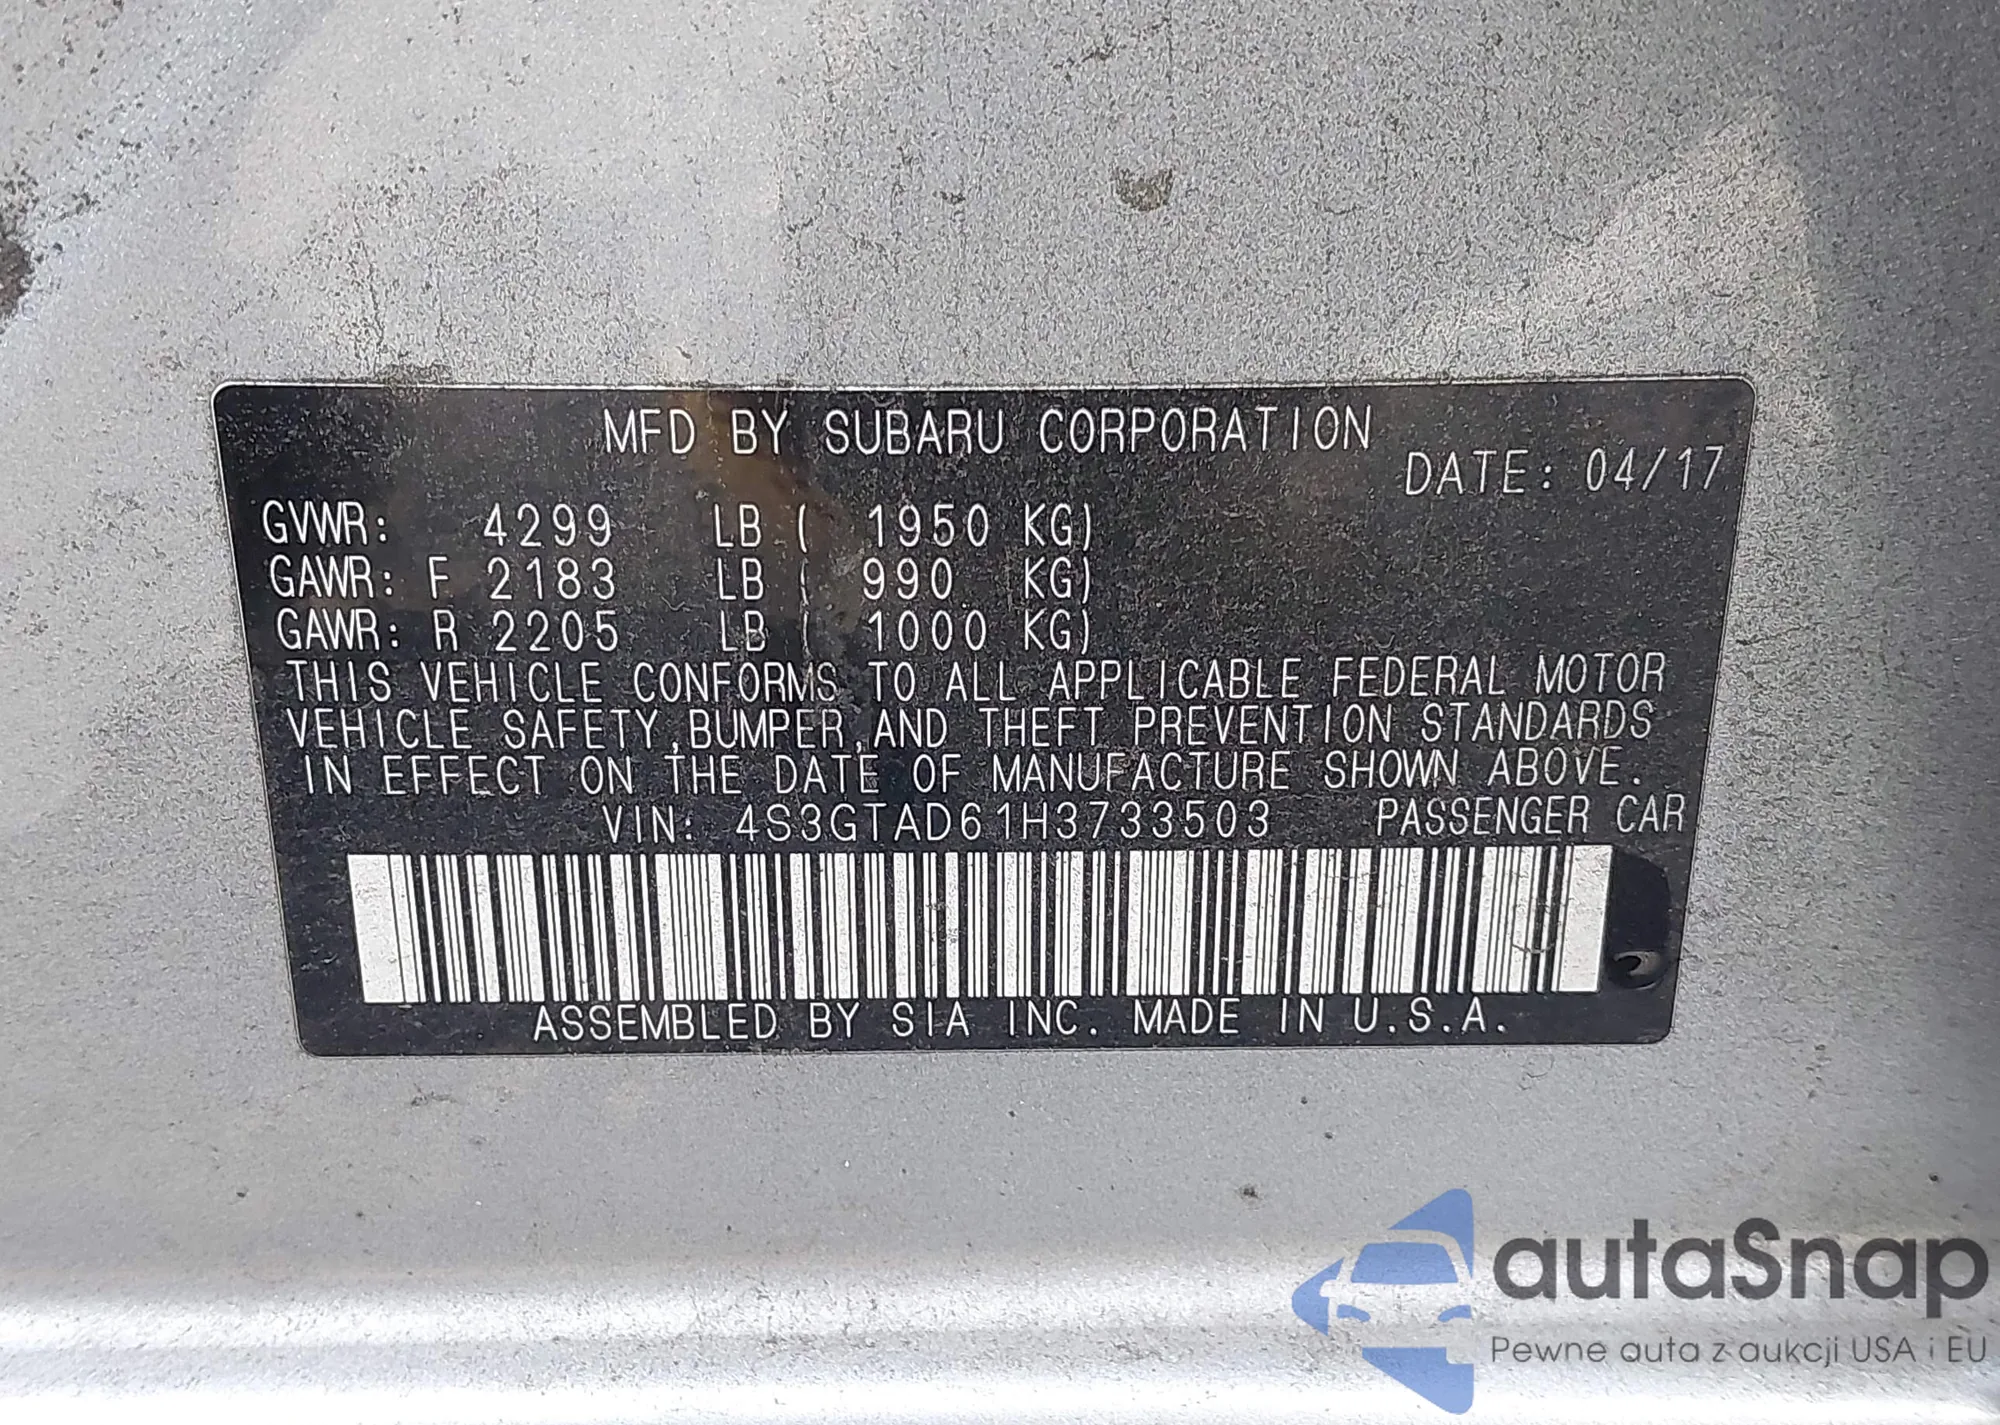 MFD BY SUBARU CORPORATION
DATE: 04/17
GVWR: 4299 LB ( 1950 KG)
GAWR: F 2183 LB ( 990 KG)
GAWR: R 2205 LB ( 1000 KG)
THIS VEHICLE CONFORMS TO ALL APPLICABLE FEDERAL MOTOR
VEHICLE SAFETY,BUMPER,AND THEFT PREVENTION STANDARDS
IN EFFECT ON THE DATE OF MANUFACTURE SHOWN ABOVE.
VIN: 4S3GTAD61H3733503 PASSENGER CAR
ASSEMBLED BY SIA INC. MADE IN U.S.A.
autaSnap
Pewne auta z aukcji USA i EU